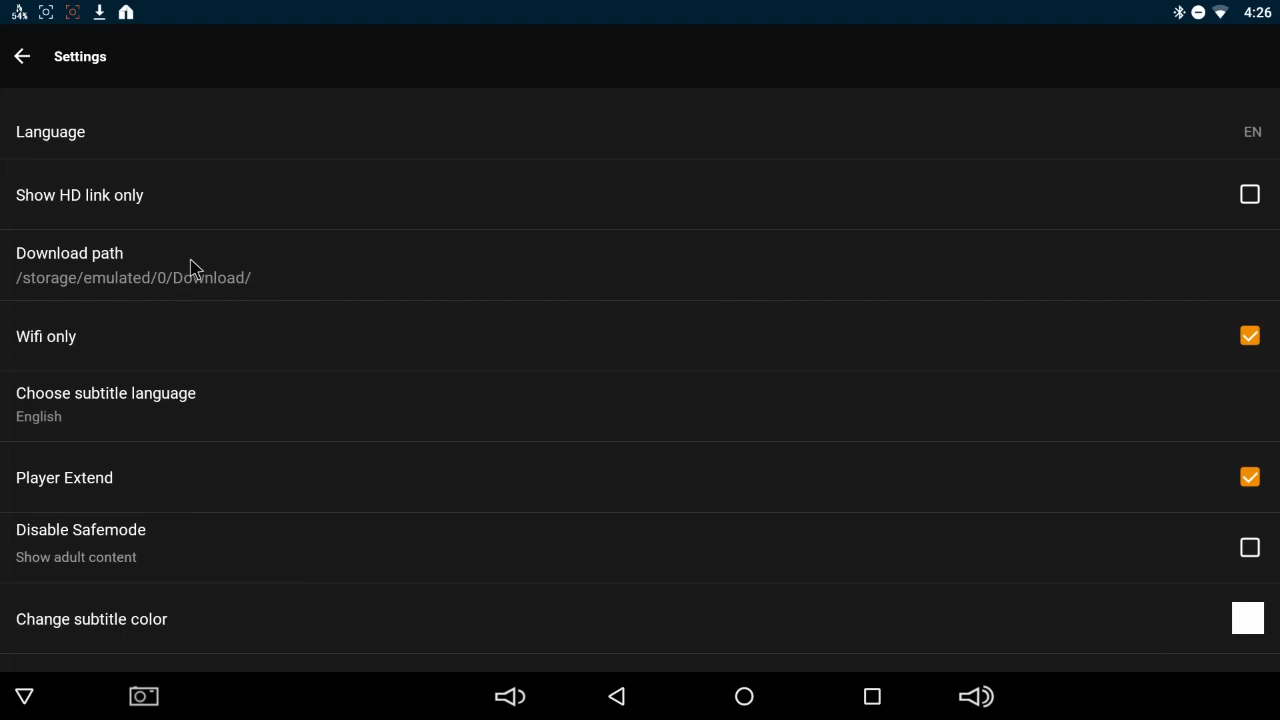 54%
4:26
Settings
Language
EN
Show HD link only
Download path
/storage/emulated/0/Download/
Wifi only
Choose subtitle language
English
Player Extend
Disable Safemode
Show adult content
Change subtitle color